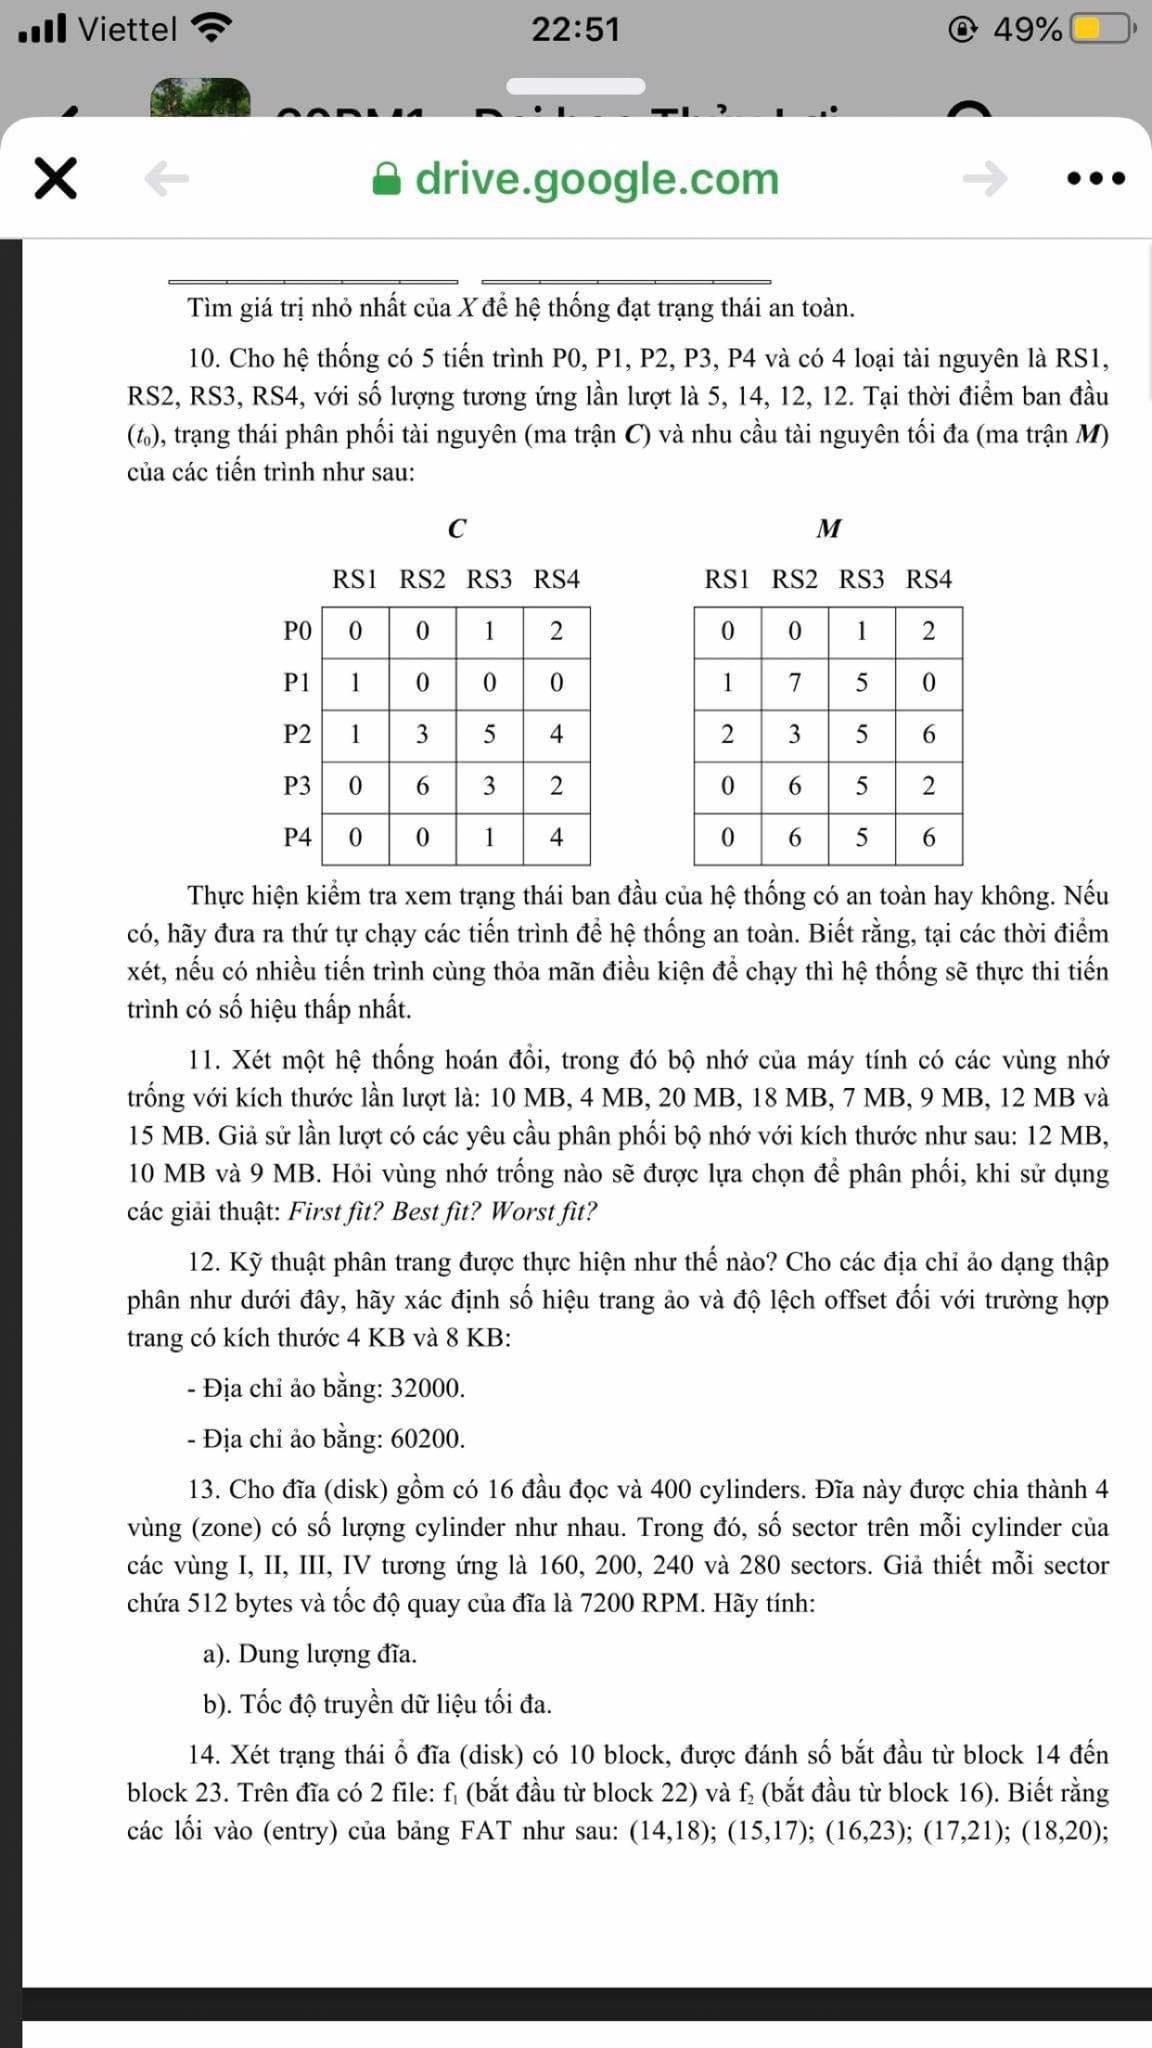 Viettel 22:51 49%
drive.google.com
Tìm giá trị nhỏ nhất của X để hệ thống đạt trạng thái an toàn.
10. Cho hệ thống có 5 tiến trình P0, P1, P2, P3, P4 và có 4 loại tài nguyên là RS1,
RS2, RS3, RS4, với số lượng tương ứng lần lượt là 5, 14, 12, 12. Tại thời điểm ban đầu
(t₀), trạng thái phân phối tài nguyên (ma trận C) và nhu cầu tài nguyên tối đa (ma trận M)
của các tiến trình như sau:
C M
RS1 RS2 RS3 RS4 RS1 RS2 RS3 RS4
P0 0 0 1 2 0 0 1 2
P1 1 0 0 0 1 7 5 0
P2 1 3 5 4 2 3 5 6
P3 0 6 3 2 0 6 5 2
P4 0 0 1 4 0 6 5 6
Thực hiện kiểm tra xem trạng thái ban đầu của hệ thống có an toàn hay không. Nếu
có, hãy đưa ra thứ tự chạy các tiến trình để hệ thống an toàn. Biết rằng, tại các thời điểm
xét, nếu có nhiều tiến trình cùng thỏa mãn điều kiện để chạy thì hệ thống sẽ thực thi tiến
trình có số hiệu thấp nhất.
11. Xét một hệ thống hoán đổi, trong đó bộ nhớ của máy tính có các vùng nhớ
trống với kích thước lần lượt là: 10 MB, 4 MB, 20 MB, 18 MB, 7 MB, 9 MB, 12 MB và
15 MB. Giả sử lần lượt có các yêu cầu phân phối bộ nhớ với kích thước như sau: 12 MB,
10 MB và 9 MB. Hỏi vùng nhớ trống nào sẽ được lựa chọn để phân phối, khi sử dụng
các giải thuật: First fit? Best fit? Worst fit?
12. Kỹ thuật phân trang được thực hiện như thế nào? Cho các địa chỉ ảo dạng thập
phân như dưới đây, hãy xác định số hiệu trang ảo và độ lệch offset đối với trường hợp
trang có kích thước 4 KB và 8 KB:
- Địa chỉ ảo bằng: 32000.
- Địa chỉ ảo bằng: 60200.
13. Cho đĩa (disk) gồm có 16 đầu đọc và 400 cylinders. Đĩa này được chia thành 4
vùng (zone) có số lượng cylinder như nhau. Trong đó, số sector trên mỗi cylinder của
các vùng I, II, III, IV tương ứng là 160, 200, 240 và 280 sectors. Giả thiết mỗi sector
chứa 512 bytes và tốc độ quay của đĩa là 7200 RPM. Hãy tính:
a). Dung lượng đĩa.
b). Tốc độ truyền dữ liệu tối đa.
14. Xét trạng thái ổ đĩa (disk) có 10 block, được đánh số bắt đầu từ block 14 đến
block 23. Trên đĩa có 2 file: f₁ (bắt đầu từ block 22) và f₂ (bắt đầu từ block 16). Biết rằng
các lối vào (entry) của bảng FAT như sau: (14,18); (15,17); (16,23); (17,21); (18,20);